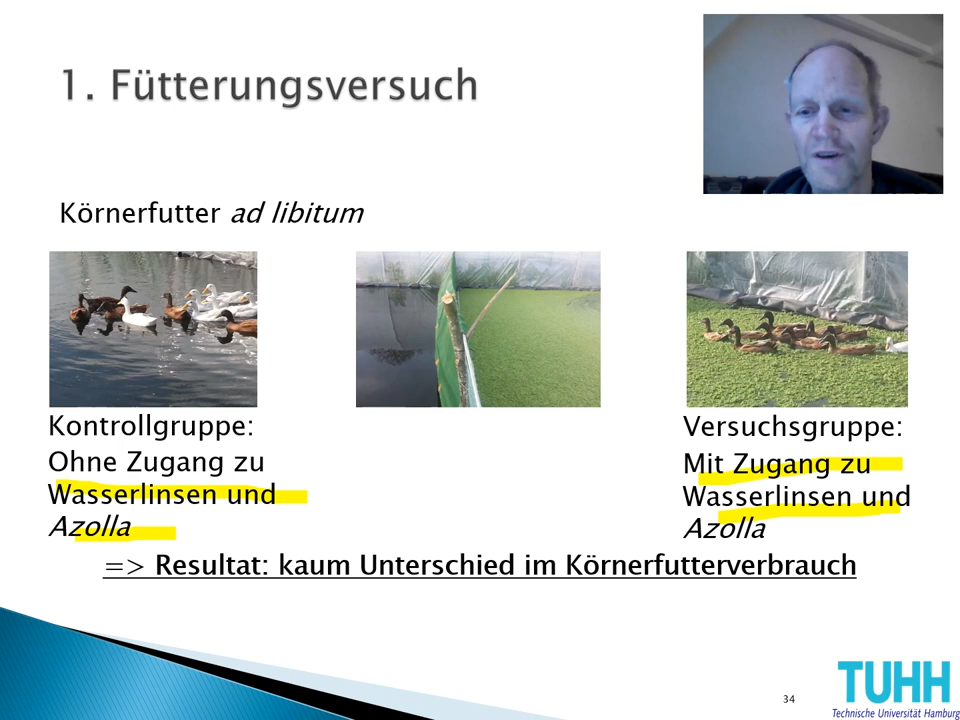 1. Fütterungsversuch
Körnerfutter ad libitum
Kontrollgruppe:
Ohne Zugang zu
Wasserlinsen und
Azolla
Versuchsgruppe:
Mit Zugang zu
Wasserlinsen und
Azolla
=> Resultat: kaum Unterschied im Körnerfutterverbrauch
34
TUHH
Technische Universität Hamburg